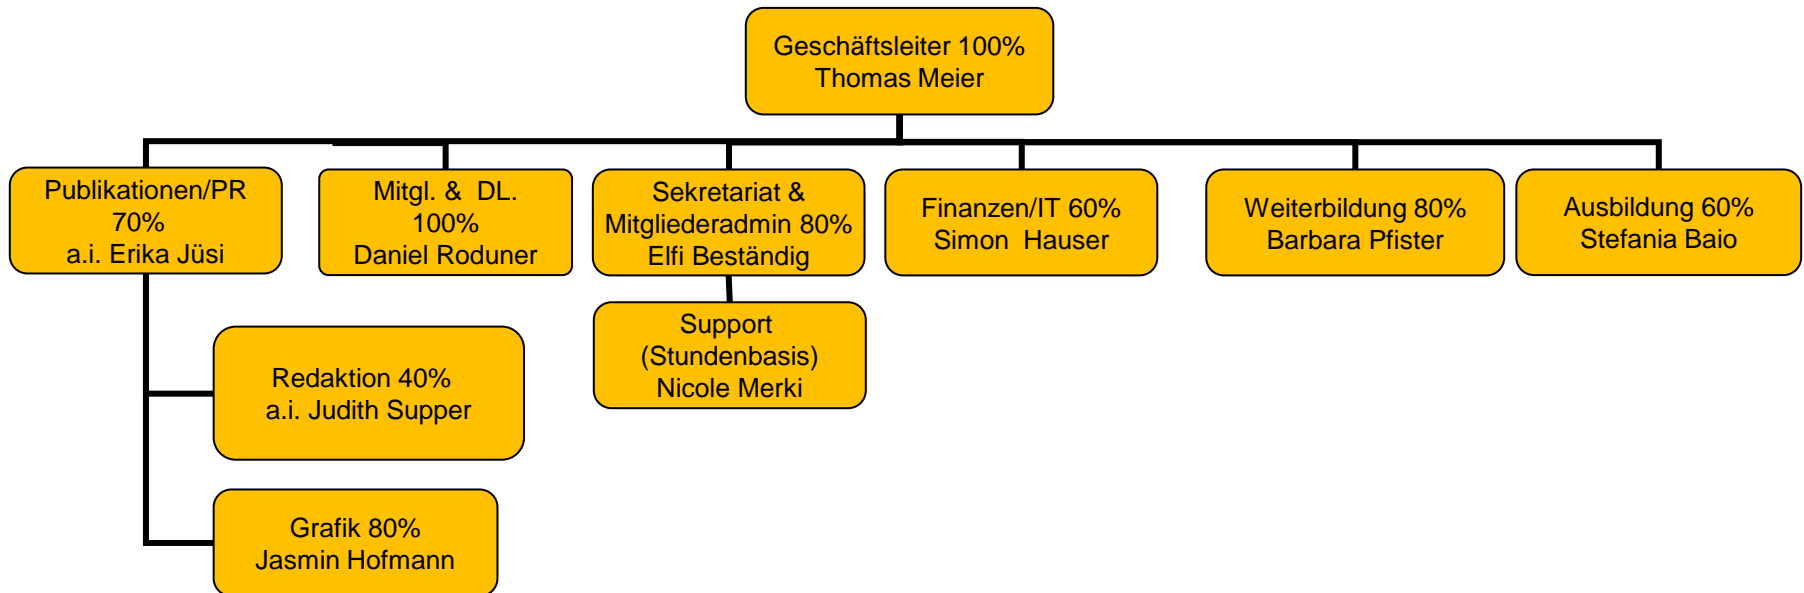 Geschäftsleiter 100%
Thomas Meier
Publikationen/PR
70%
a.i. Erika Jüsi
Mitgl. & DL.
100%
Daniel Roduner
Sekretariat &
Mitgliederadmin 80%
Elfi Beständig
Finanzen/IT 60%
Simon Hauser
Weiterbildung 80%
Barbara Pfister
Ausbildung 60%
Stefania Baio
Support
(Stundenbasis)
Nicole Merki
Redaktion 40%
a.i. Judith Supper
Grafik 80%
Jasmin Hofmann